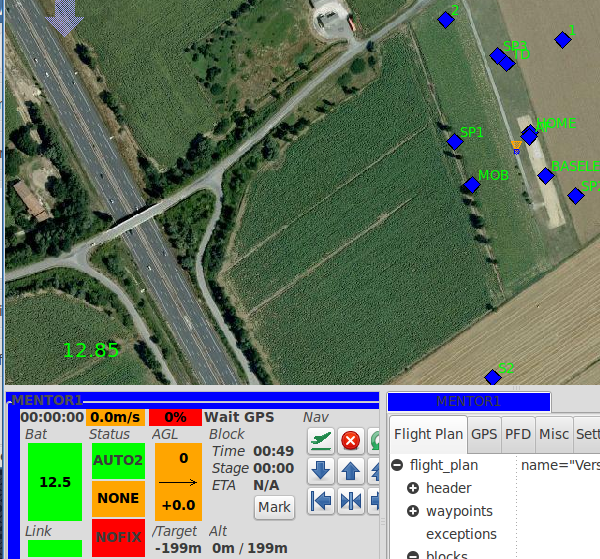 2
1
TD
SP1
HOME
MOB
BASELE
12.85
MENTOR1
00:00:00 0.0m/s 0% Wait GPS Nav
Bat Status AGL Block
12.5 AUTO2 0 Time 00:49
Stage 00:00
NONE +0.0 ETA N/A
Mark
Link NOFIX /Target Alt
-199m 0m / 199m
MENTOR1
Flight Plan GPS PFD Misc Sett
flight_plan name="Vers
header
waypoints
exceptions
blocks